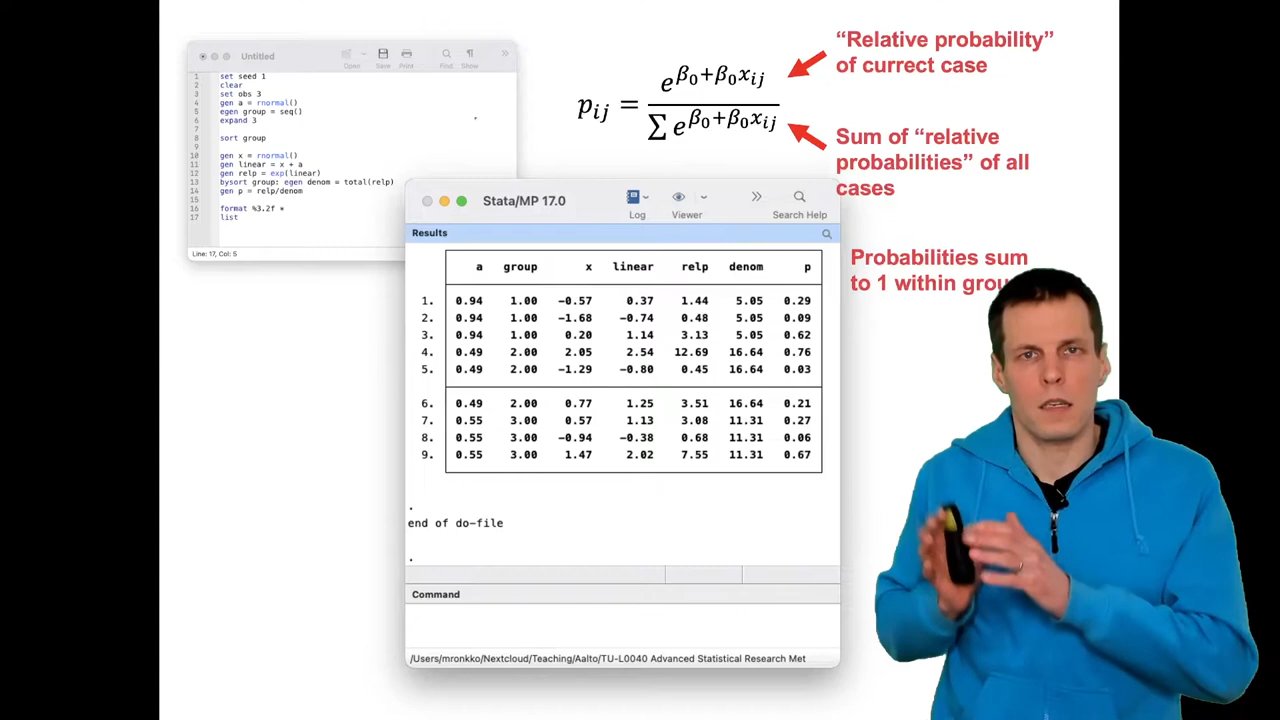 Untitled
Open
Save
Print
Find
Show
1 set seed 1
2 clear
3 set obs 3
4 gen a = rnormal()
5 egen group = seq()
6 expand 3
8 sort group
10 gen x = rnormal()
11 gen linear = x + a
12 gen relp = exp(linear)
13 bysort group: egen denom = total(relp)
14 gen p = relp/denom
16 format %3.2f *
17 list
Line: 17, Col: 5
p_ij = e^{β_0+β_0x_ij} / ∑ e^{β_0+β_0x_ij}
“Relative probability”
of currect case
Sum of “relative
probabilities” of all
cases
Probabilities sum
to 1 within
Stata/MP 17.0
Log
Viewer
Search Help
Results
a group x linear relp denom p
1. 0.94 1.00 −0.57 0.37 1.44 5.05 0.29
2. 0.94 1.00 −1.68 −0.74 0.48 5.05 0.09
3. 0.94 1.00 0.20 1.14 3.13 5.05 0.62
4. 0.49 2.00 2.05 2.54 12.69 16.64 0.76
5. 0.49 2.00 −1.29 −0.80 0.45 16.64 0.03
6. 0.49 2.00 0.77 1.25 3.51 16.64 0.21
7. 0.55 3.00 0.57 1.13 3.08 11.31 0.27
8. 0.55 3.00 −0.94 −0.38 0.68 11.31 0.06
9. 0.55 3.00 1.47 2.02 7.55 11.31 0.67
.
end of do-file
.
Command
/Users/mronkko/Nextcloud/Teaching/Aalto/TU-L0040 Advanced Statistical Research Met